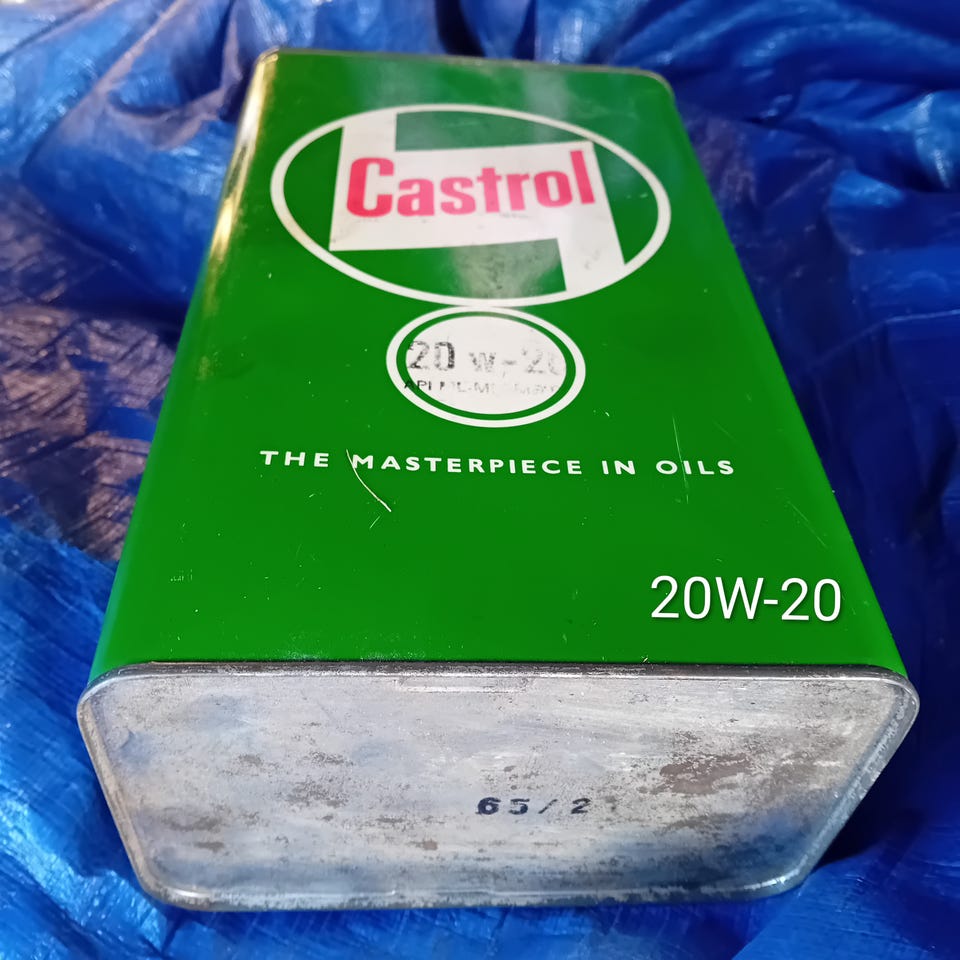 Castrol
20 w-20
THE MASTERPIECE IN OILS
20W-20
65/2